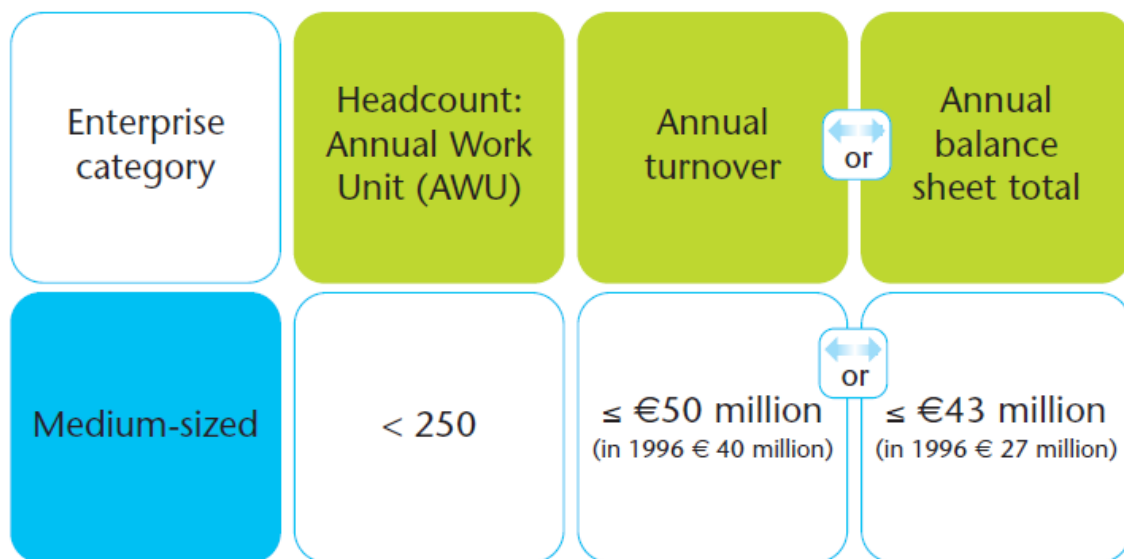 Enterprise
category
Headcount:
Annual Work
Unit (AWU)
Annual
turnover
or
Annual
balance
sheet total
Medium-sized
< 250
≤ €50 million
(in 1996 € 40 million)
or
≤ €43 million
(in 1996 € 27 million)